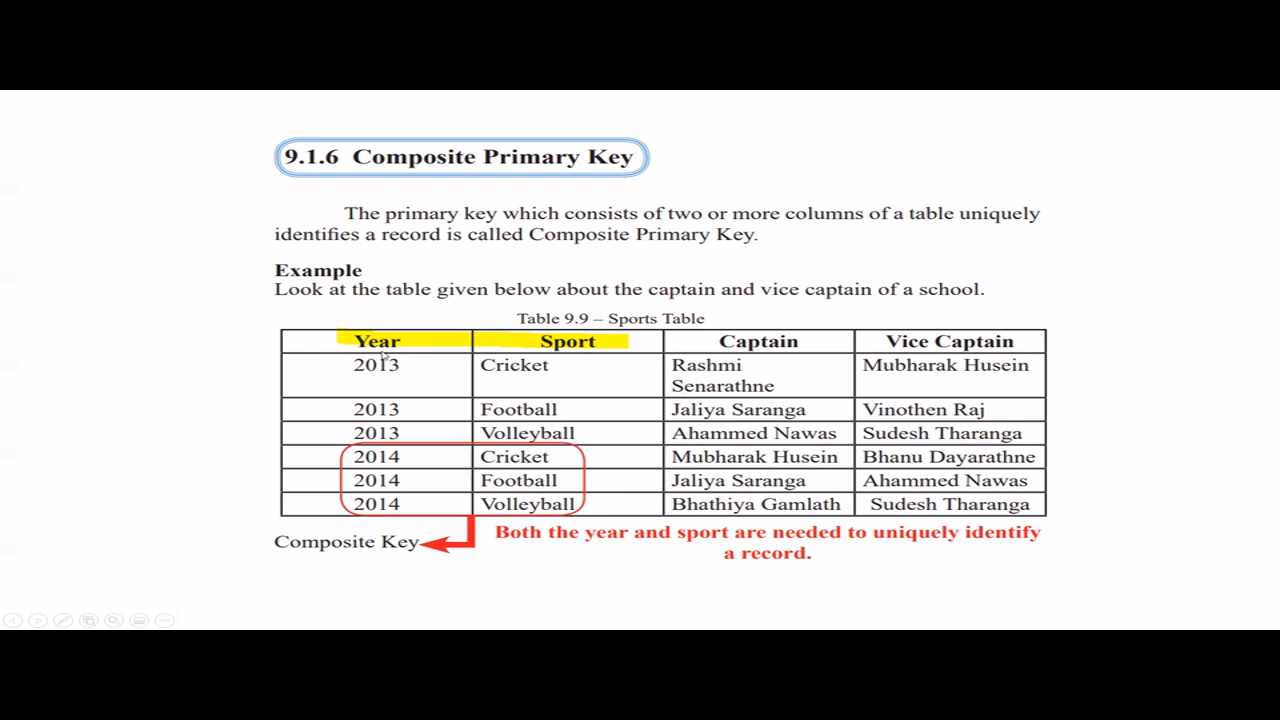 9.1.6 Composite Primary Key
The primary key which consists of two or more columns of a table uniquely
identifies a record is called Composite Primary Key.
Example
Look at the table given below about the captain and vice captain of a school.
Table 9.9 – Sports Table
Year Sport Captain Vice Captain
2013 Cricket Rashmi Senarathne Mubharak Husein
2013 Football Jaliya Saranga Vinothen Raj
2013 Volleyball Ahammed Nawas Sudesh Tharanga
2014 Cricket Mubharak Husein Bhanu Dayarathne
2014 Football Jaliya Saranga Ahammed Nawas
2014 Volleyball Bhathiya Gamlath Sudesh Tharanga
Composite Key
Both the year and sport are needed to uniquely identify
a record.